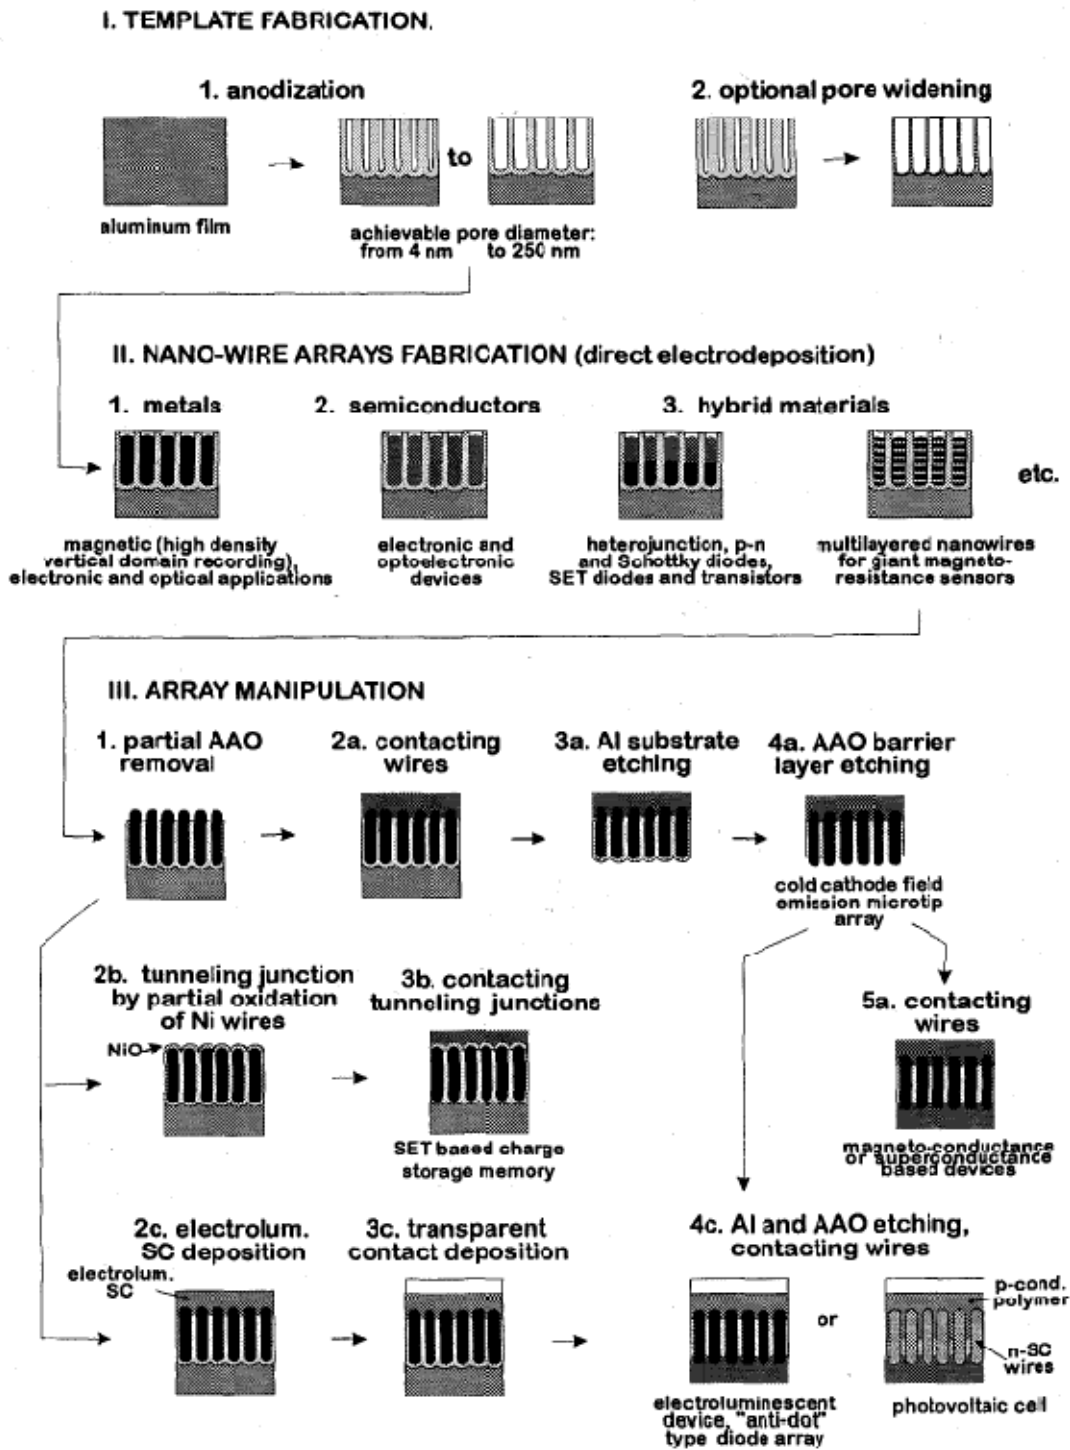 I. TEMPLATE FABRICATION.
1. anodization
2. optional pore widening
to
aluminum film
achievable pore diameter:
from 4 nm to 250 nm
II. NANO-WIRE ARRAYS FABRICATION (direct electrodeposition)
1. metals
2. semiconductors
3. hybrid materials
etc.
magnetic (high density
vertical domain recording),
electronic and optical applications
electronic and
optoelectronic
devices
heterojunction, p-n
and Schottky diodes,
SET diodes and transistors
multilayered nanowires
for giant magneto-
resistance sensors
III. ARRAY MANIPULATION
1. partial AAO
removal
2a. contacting
wires
3a. Al substrate
etching
4a. AAO barrier
layer etching
cold cathode field
emission microtip
array
2b. tunneling junction
by partial oxidation
of Ni wires
NiO
3b. contacting
tunneling junctions
SET based charge
storage memory
5a. contacting
wires
magneto-conductance
or superconductance
based devices
2c. electrolum.
SC deposition
electrolum.
SC
3c. transparent
contact deposition
4c. Al and AAO etching,
contacting wires
or
p-cond.
polymer
n-SC
wires
electroluminescent
device, "anti-dot"
type diode array
photovoltaic cell